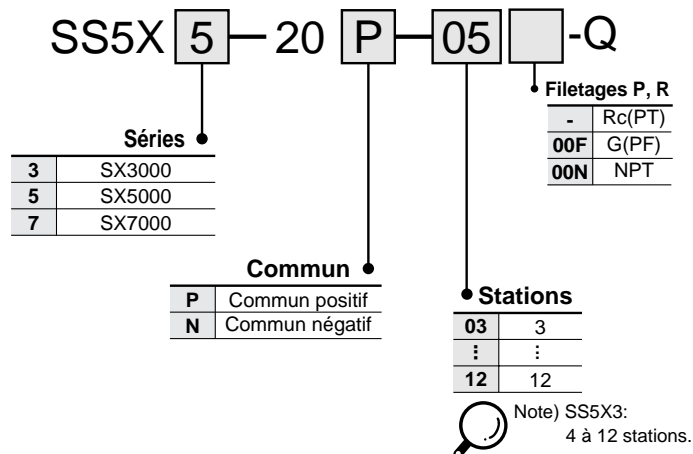 SS5X 5 — 20 P — 05 -Q
Filetages P, R
- Rc(PT)
00F G(PF)
00N NPT
Séries
3 SX3000
5 SX5000
7 SX7000
Commun
P Commun positif
N Commun négatif
Stations
03 3
⋮ ⋮
12 12
Note) SS5X3:
4 à 12 stations.